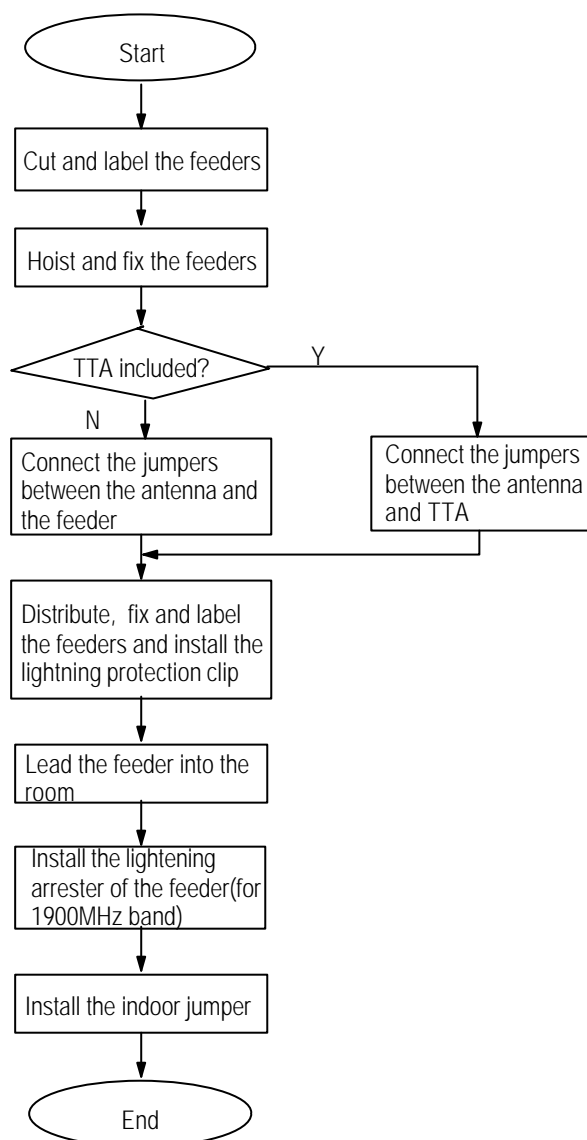 Start
Cut and label the feeders
Hoist and fix the feeders
TTA included?
Y
N
Connect the jumpers
between the antenna and
the feeder
Connect the jumpers
between the antenna
and TTA
Distribute, fix and label
the feeders and install the
lightning protection clip
Lead the feeder into the
room
Install the lightening
arrester of the feeder(for
1900MHz band)
Install the indoor jumper
End